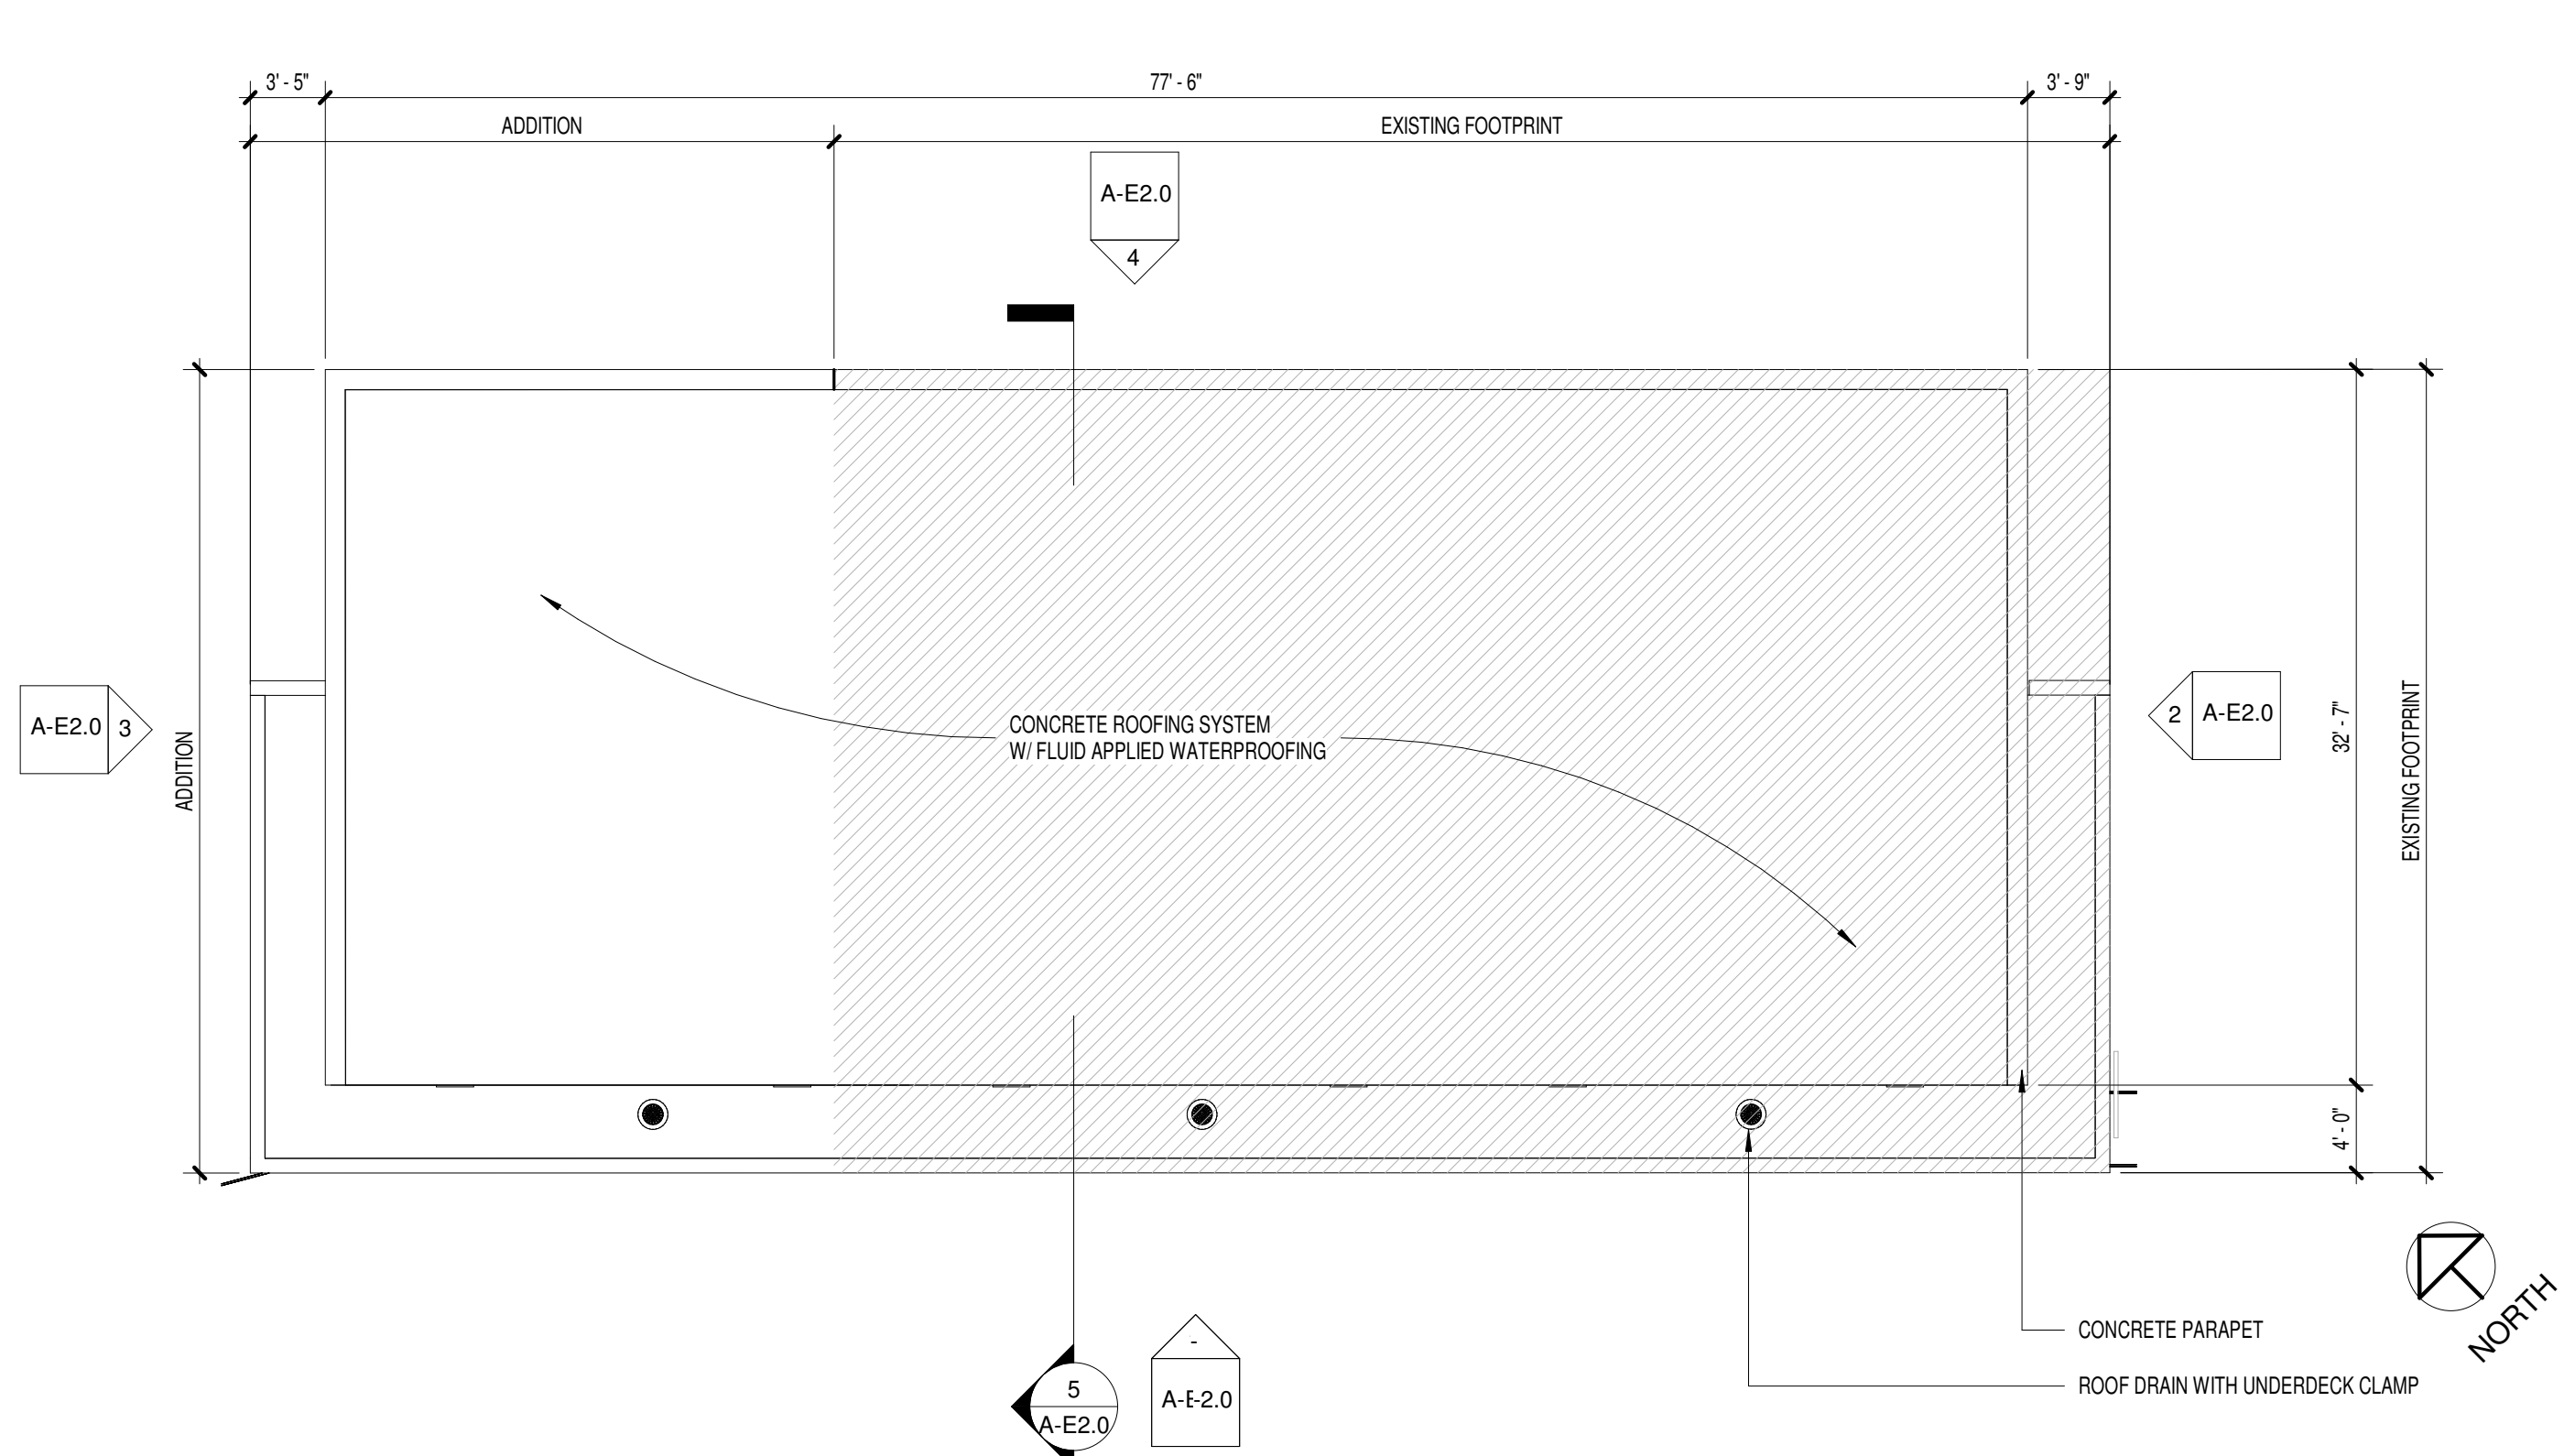 3' - 5"
77' - 6"
3' - 9"
ADDITION
EXISTING FOOTPRINT
A-E2.0
4
A-E2.0
3
ADDITION
CONCRETE ROOFING SYSTEM
W/ FLUID APPLIED WATERPROOFING
2
A-E2.0
32' - 7"
EXISTING FOOTPRINT
4' - 0"
NORTH
CONCRETE PARAPET
ROOF DRAIN WITH UNDERDECK CLAMP
5
A-E2.0
-
A-E-2.0